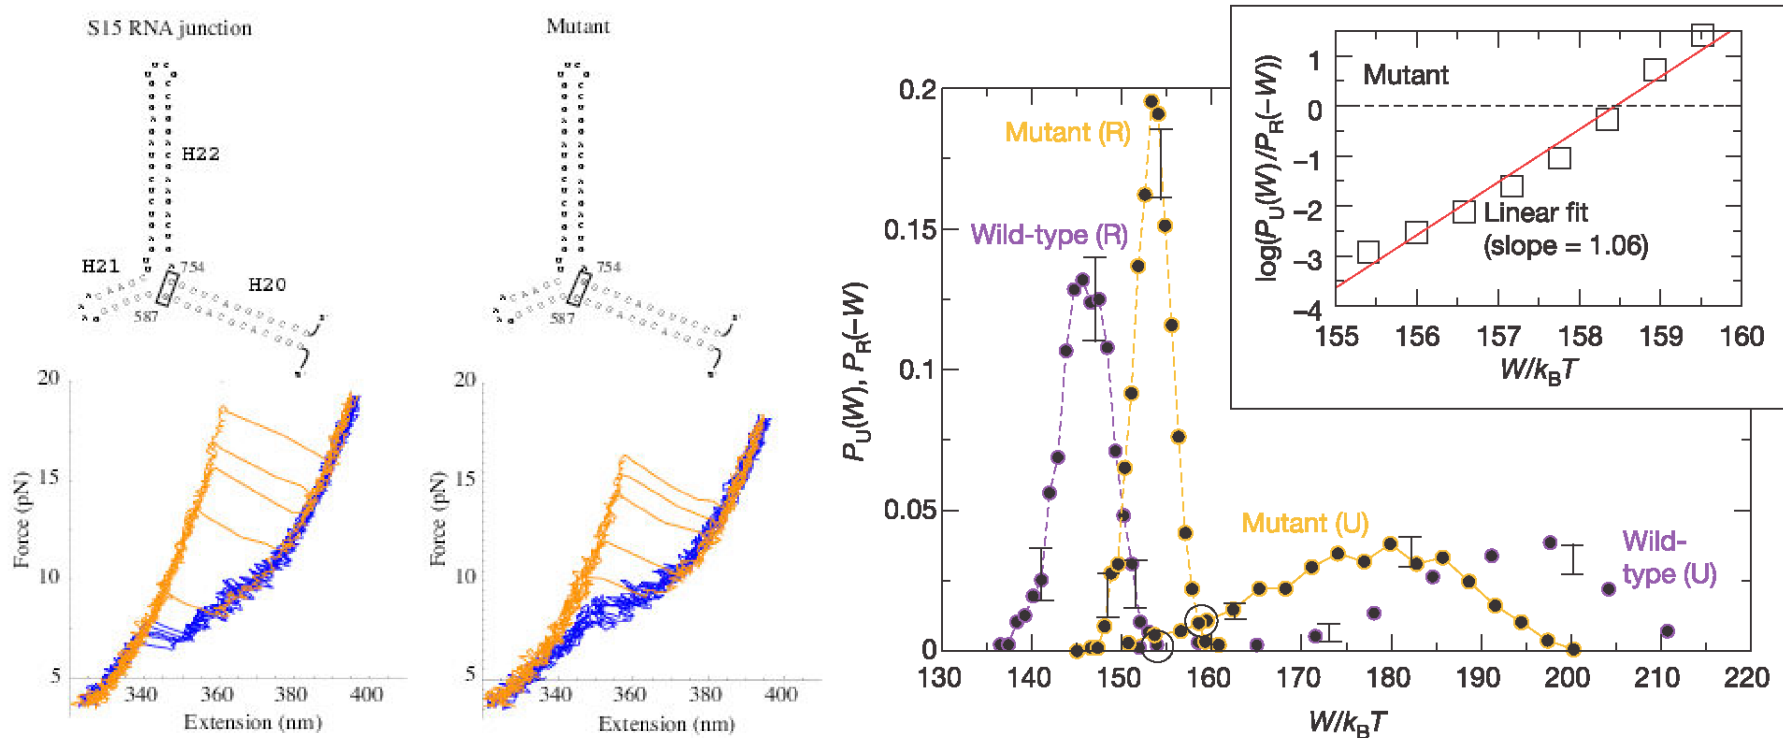 S15 RNA junction
Mutant
H22
H21
754
H20
587
754
587
20
15
10
5
Force (pN)
340
360
380
400
Extension (nm)
20
15
10
5
Force (pN)
340
360
380
400
Extension (nm)
0.2
0.15
0.1
0.05
0
P_U(W), P_R(−W)
Mutant (R)
Wild-type (R)
Mutant (U)
Wild-
type (U)
130
140
150
160
170
180
190
200
210
220
W/k_BT
1
0
−1
−2
−3
−4
log(P_U(W)/P_R(−W))
Mutant
Linear fit
(slope = 1.06)
155
156
157
158
159
160
W/k_BT